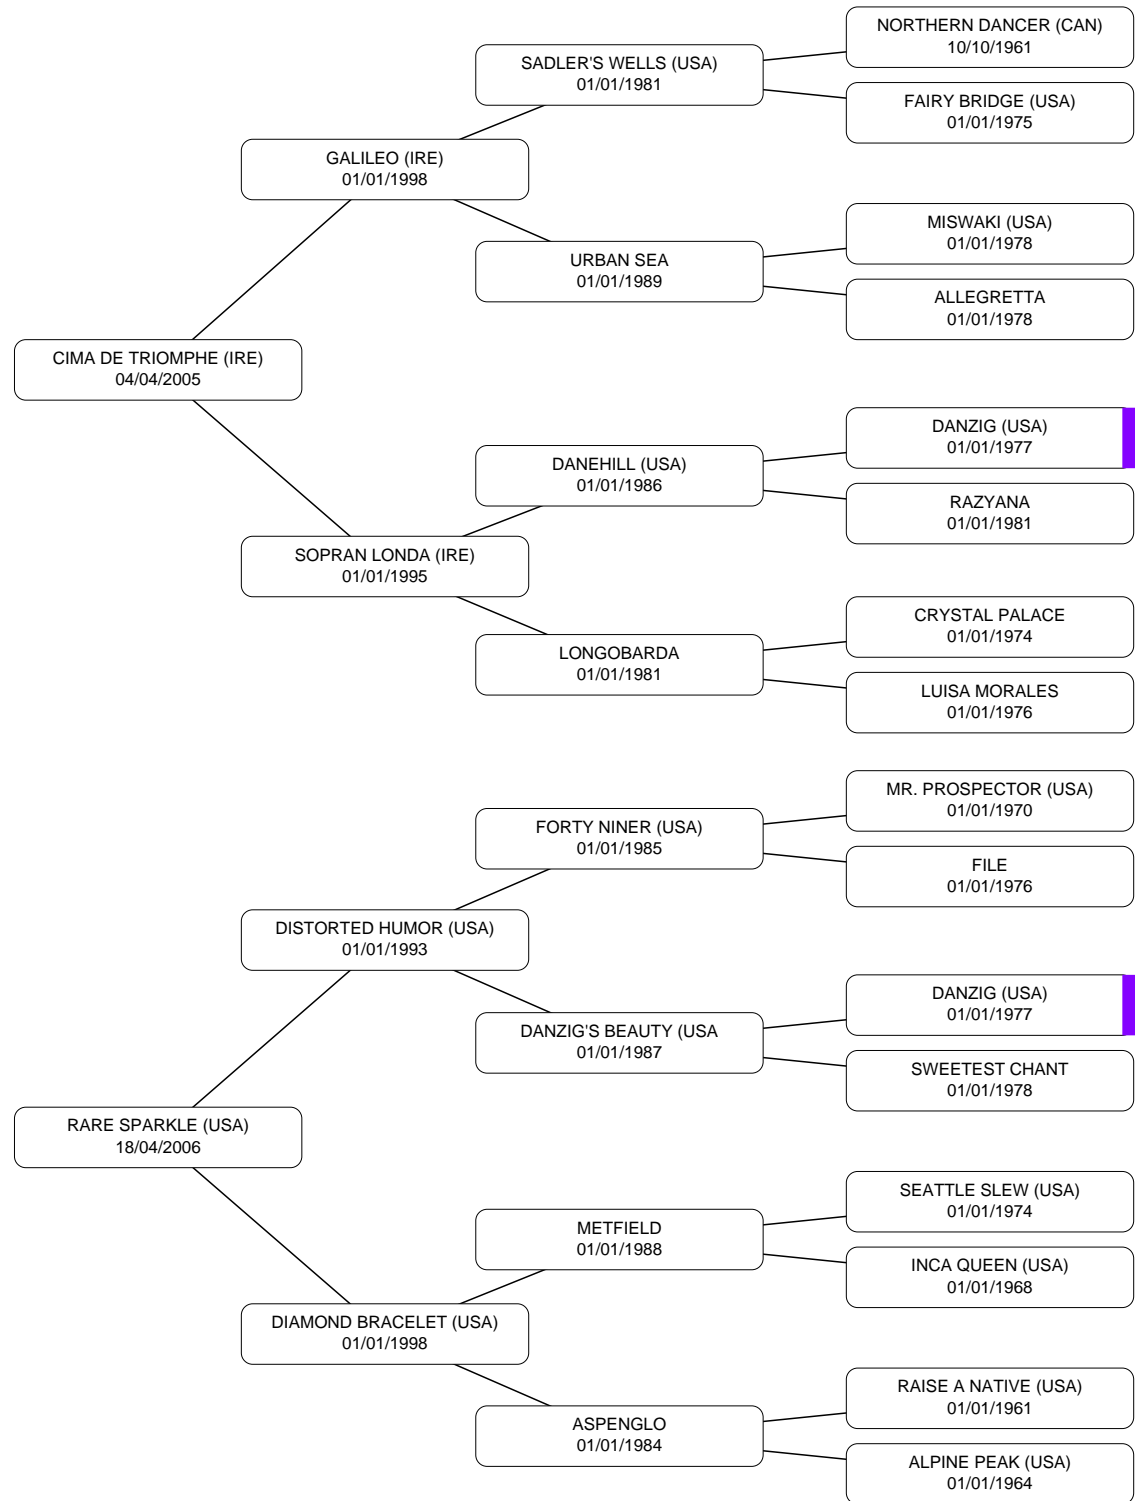 NORTHERN DANCER (CAN)
10/10/1961
SADLER'S WELLS (USA)
01/01/1981
FAIRY BRIDGE (USA)
01/01/1975
GALILEO (IRE)
01/01/1998
MISWAKI (USA)
01/01/1978
URBAN SEA
01/01/1989
ALLEGRETTA
01/01/1978
CIMA DE TRIOMPHE (IRE)
04/04/2005
DANZIG (USA)
01/01/1977
DANEHILL (USA)
01/01/1986
RAZYANA
01/01/1981
SOPRAN LONDA (IRE)
01/01/1995
CRYSTAL PALACE
01/01/1974
LONGOBARDA
01/01/1981
LUISA MORALES
01/01/1976
MR. PROSPECTOR (USA)
01/01/1970
FORTY NINER (USA)
01/01/1985
FILE
01/01/1976
DISTORTED HUMOR (USA)
01/01/1993
DANZIG (USA)
01/01/1977
DANZIG'S BEAUTY (USA
01/01/1987
SWEETEST CHANT
01/01/1978
RARE SPARKLE (USA)
18/04/2006
SEATTLE SLEW (USA)
01/01/1974
METFIELD
01/01/1988
INCA QUEEN (USA)
01/01/1968
DIAMOND BRACELET (USA)
01/01/1998
RAISE A NATIVE (USA)
01/01/1961
ASPENGLO
01/01/1984
ALPINE PEAK (USA)
01/01/1964